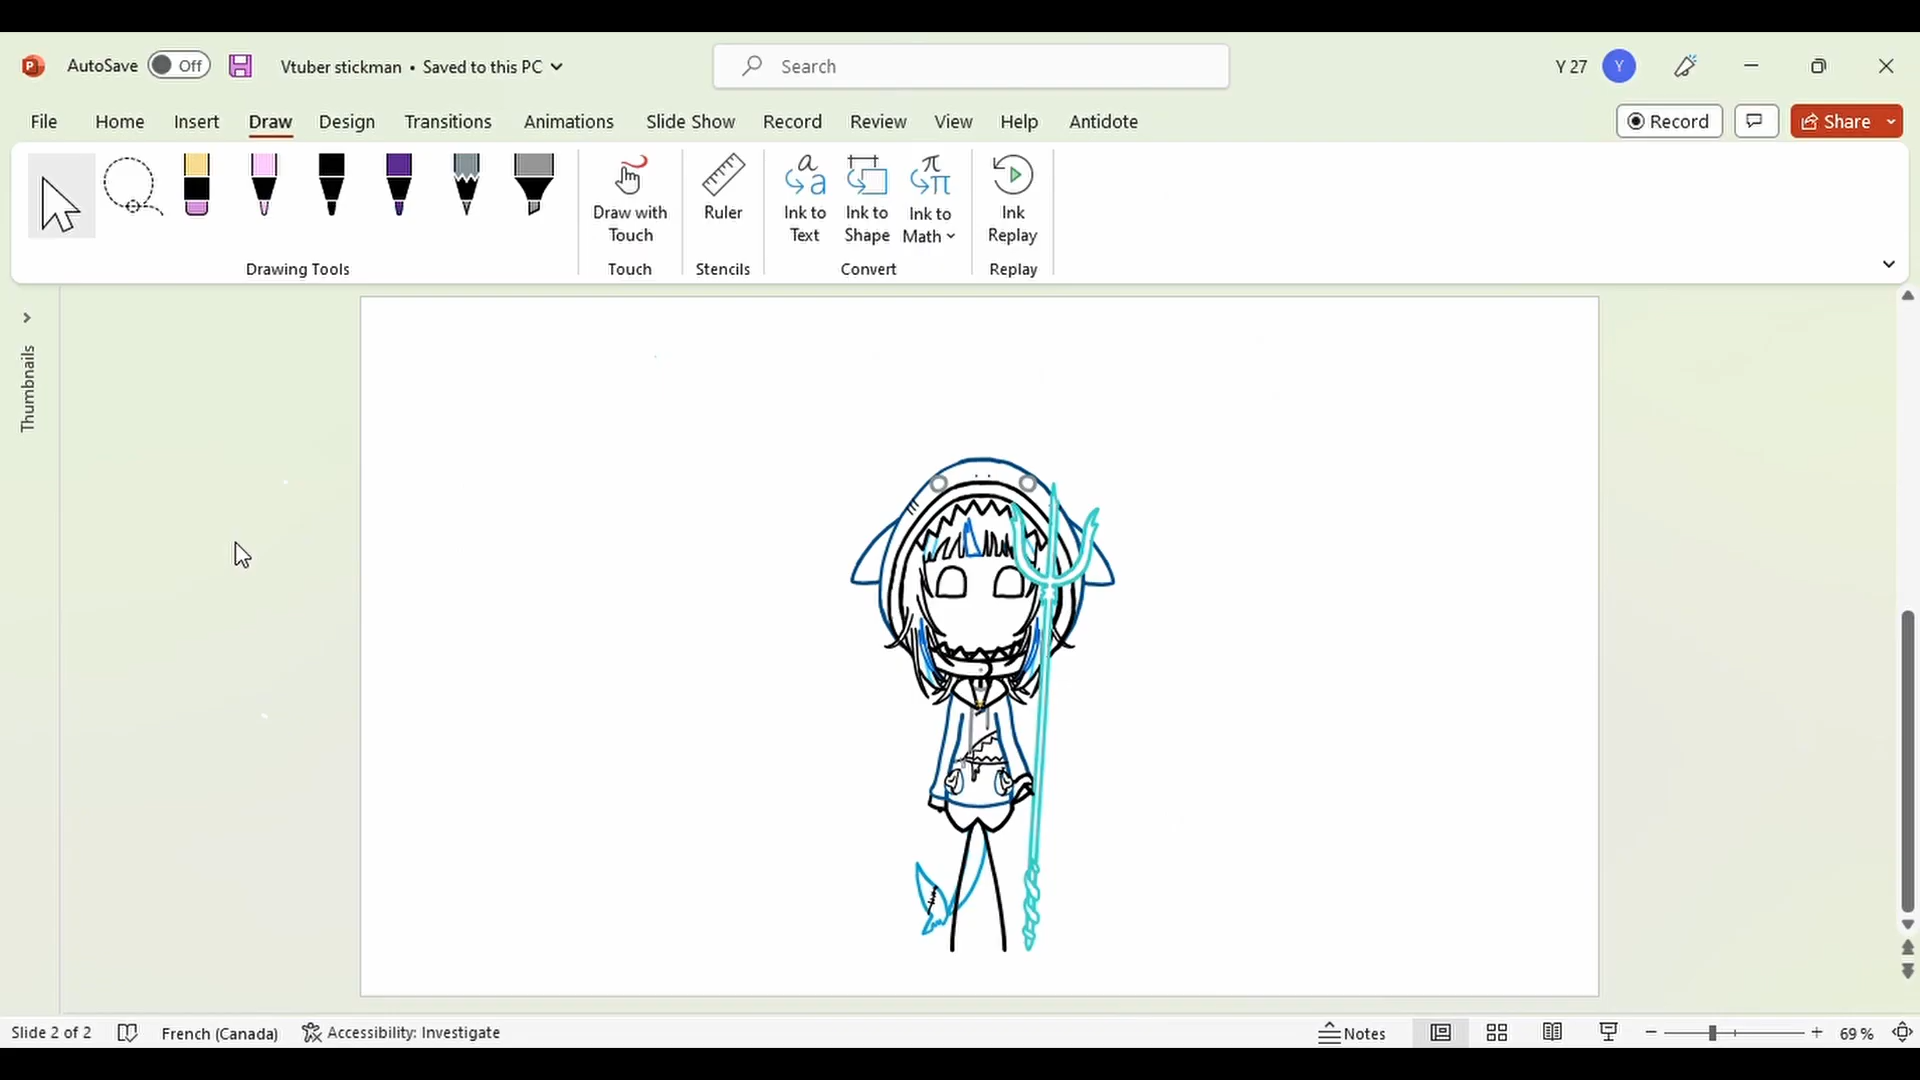 AutoSave Off Vtuber stickman • Saved to this PC Search Y 27 Y
File Home Insert Draw Design Transitions Animations Slide Show Record Review View Help Antidote Record Share
Draw with Touch
Ruler
Ink to Text
Ink to Shape
Ink to Math
Ink Replay
Drawing Tools Touch Stencils Convert Replay
Thumbnails
Slide 2 of 2 French (Canada) Accessibility: Investigate Notes 69 %